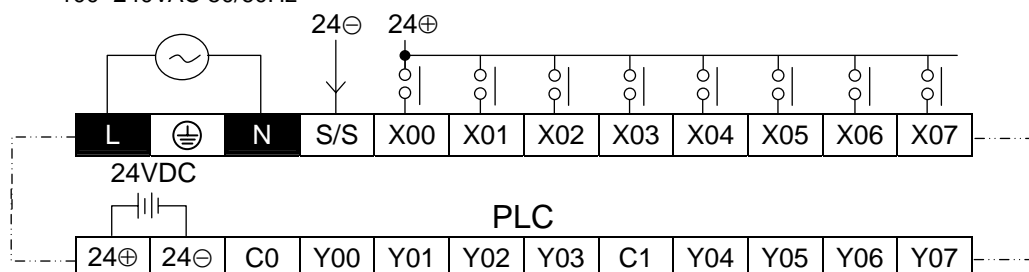 24⊖ 24⊕
L N S/S X00 X01 X02 X03 X04 X05 X06 X07
24VDC
PLC
24⊕ 24⊖ C0 Y00 Y01 Y02 Y03 C1 Y04 Y05 Y06 Y07